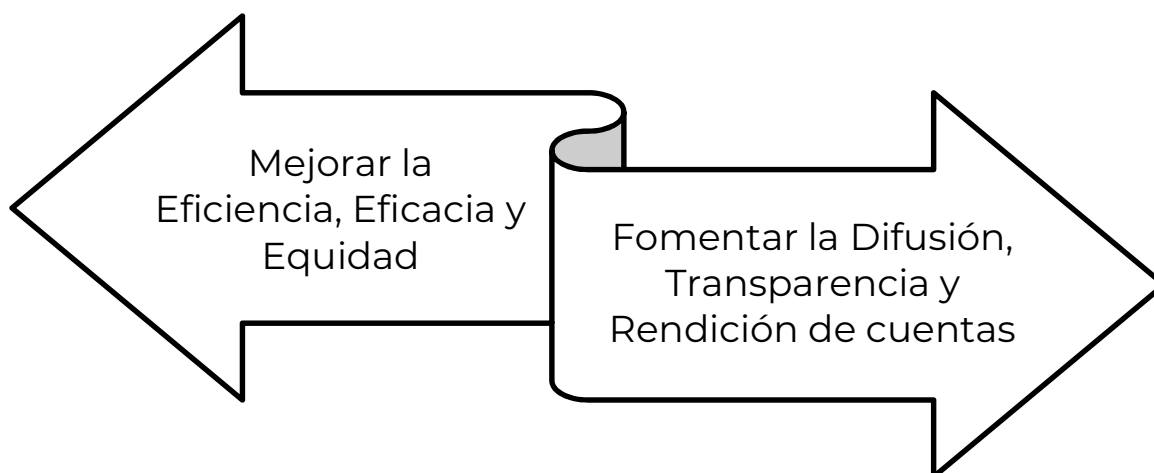 Mejorar la
Eficiencia, Eficacia y
Equidad
Fomentar la Difusión,
Transparencia y
Rendición de cuentas